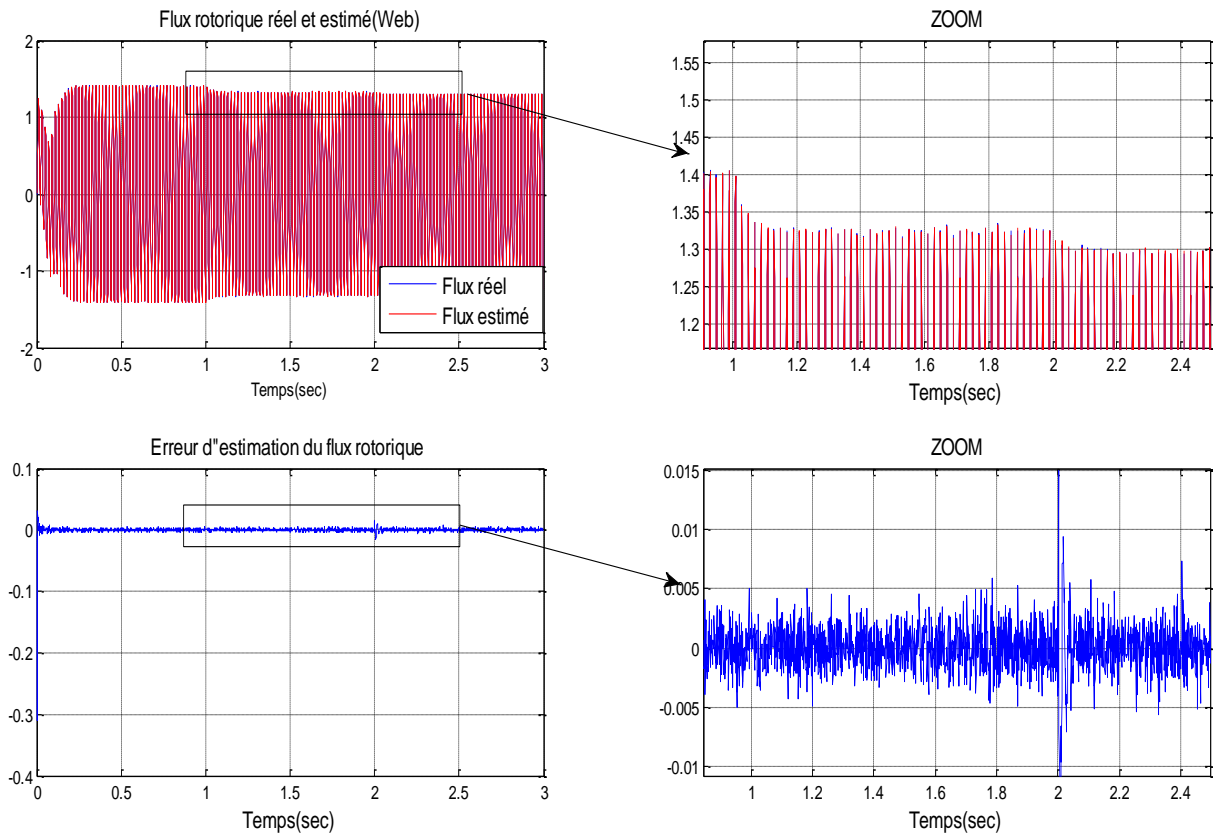 Flux rotorique réel et estimé(Web)
2
1
0
-1
-2
0 0.5 1 1.5 2 2.5 3
Temps(sec)
Flux réel
Flux estimé
ZOOM
1.55
1.5
1.45
1.4
1.35
1.3
1.25
1.2
1 1.2 1.4 1.6 1.8 2 2.2 2.4
Temps(sec)
Erreur d"estimation du flux rotorique
0.1
0
-0.1
-0.2
-0.3
-0.4
0 0.5 1 1.5 2 2.5 3
Temps(sec)
ZOOM
0.015
0.01
0.005
0
-0.005
-0.01
1 1.2 1.4 1.6 1.8 2 2.2 2.4
Temps(sec)